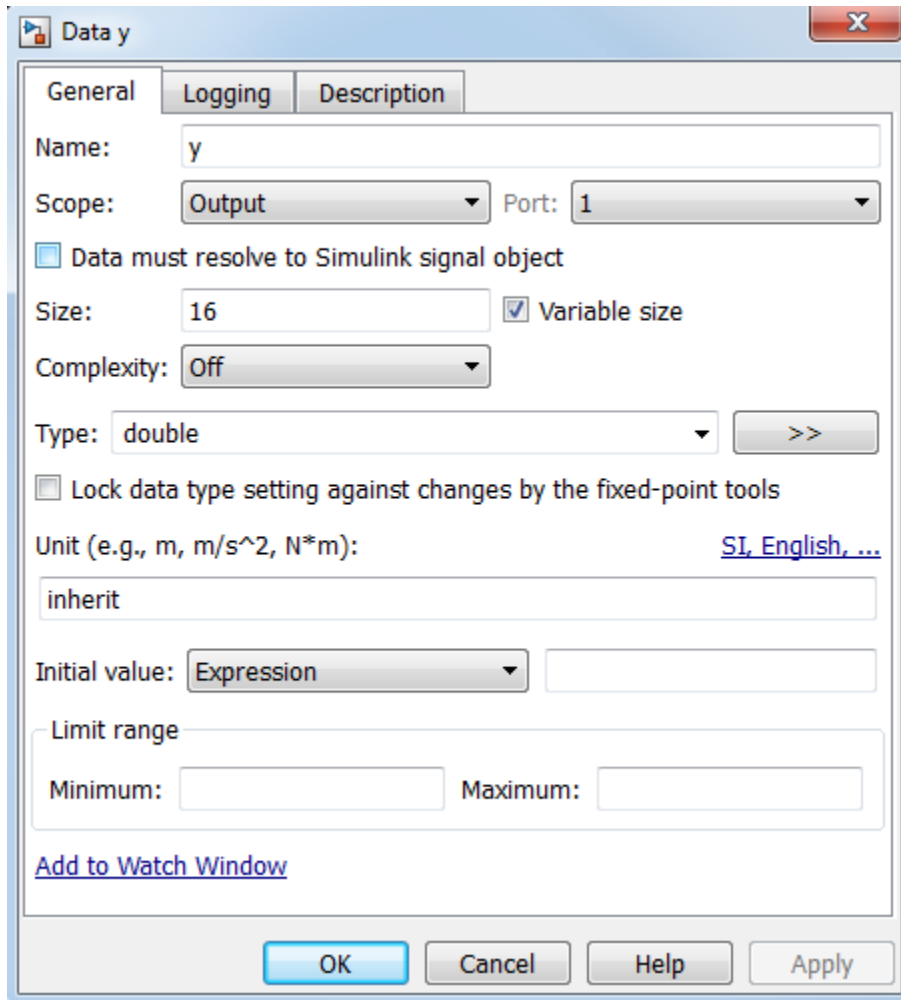 Data y
General Logging Description
Name: y
Scope: Output Port: 1
Data must resolve to Simulink signal object
Size: 16 Variable size
Complexity: Off
Type: double >>
Lock data type setting against changes by the fixed-point tools
Unit (e.g., m, m/s^2, N*m): SI, English, ...
inherit
Initial value: Expression
Limit range
Minimum: Maximum:
Add to Watch Window
OK Cancel Help Apply